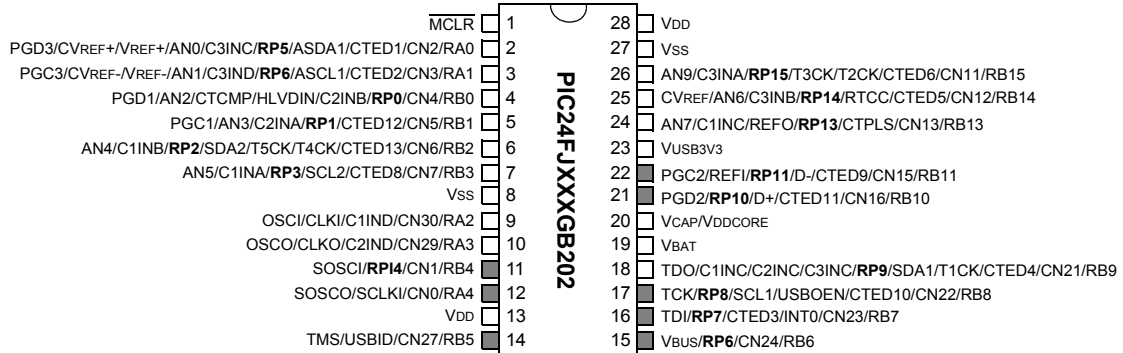 MCLR 1
PGD3/CVREF+/VREF+/AN0/C3INC/RP5/ASDA1/CTED1/CN2/RA0 2
PGC3/CVREF-/VREF-/AN1/C3IND/RP6/ASCL1/CTED2/CN3/RA1 3
PGD1/AN2/CTCMP/HLVDIN/C2INB/RP0/CN4/RB0 4
PGC1/AN3/C2INA/RP1/CTED12/CN5/RB1 5
AN4/C1INB/RP2/SDA2/T5CK/T4CK/CTED13/CN6/RB2 6
AN5/C1INA/RP3/SCL2/CTED8/CN7/RB3 7
VSS 8
OSCI/CLKI/C1IND/CN30/RA2 9
OSCO/CLKO/C2IND/CN29/RA3 10
SOSCI/RPI4/CN1/RB4 11
SOSCO/SCLKI/CN0/RA4 12
VDD 13
TMS/USBID/CN27/RB5 14
PIC24FJXXXGB202
28 VDD
27 VSS
26 AN9/C3INA/RP15/T3CK/T2CK/CTED6/CN11/RB15
25 CVREF/AN6/C3INB/RP14/RTCC/CTED5/CN12/RB14
24 AN7/C1INC/REFO/RP13/CTPLS/CN13/RB13
23 VUSB3V3
22 PGC2/REFI/RP11/D-/CTED9/CN15/RB11
21 PGD2/RP10/D+/CTED11/CN16/RB10
20 VCAP/VDDCORE
19 VBAT
18 TDO/C1INC/C2INC/C3INC/RP9/SDA1/T1CK/CTED4/CN21/RB9
17 TCK/RP8/SCL1/USBOEN/CTED10/CN22/RB8
16 TDI/RP7/CTED3/INT0/CN23/RB7
15 VBUS/RP6/CN24/RB6